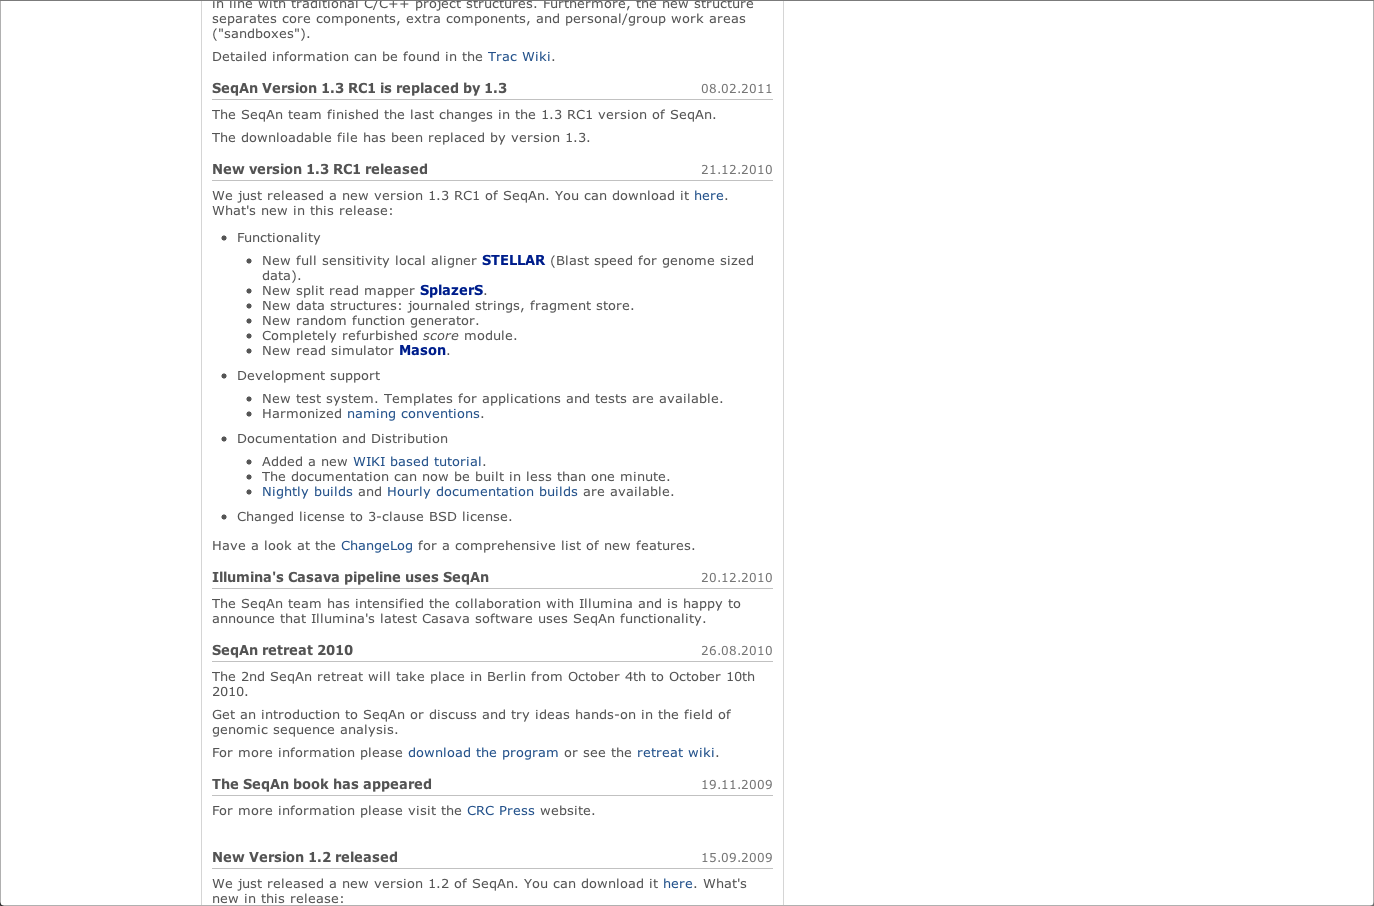 in line with traditional C/C++ project structures. Furthermore, the new structure
separates core components, extra components, and personal/group work areas
("sandboxes").
Detailed information can be found in the Trac Wiki.
SeqAn Version 1.3 RC1 is replaced by 1.3 08.02.2011
The SeqAn team finished the last changes in the 1.3 RC1 version of SeqAn.
The downloadable file has been replaced by version 1.3.
New version 1.3 RC1 released 21.12.2010
We just released a new version 1.3 RC1 of SeqAn. You can download it here.
What's new in this release:
• Functionality
• New full sensitivity local aligner STELLAR (Blast speed for genome sized
data).
• New split read mapper SplazerS.
• New data structures: journaled strings, fragment store.
• New random function generator.
• Completely refurbished score module.
• New read simulator Mason.
• Development support
• New test system. Templates for applications and tests are available.
• Harmonized naming conventions.
• Documentation and Distribution
• Added a new WIKI based tutorial.
• The documentation can now be built in less than one minute.
• Nightly builds and Hourly documentation builds are available.
• Changed license to 3-clause BSD license.
Have a look at the ChangeLog for a comprehensive list of new features.
Illumina's Casava pipeline uses SeqAn 20.12.2010
The SeqAn team has intensified the collaboration with Illumina and is happy to
announce that Illumina's latest Casava software uses SeqAn functionality.
SeqAn retreat 2010 26.08.2010
The 2nd SeqAn retreat will take place in Berlin from October 4th to October 10th
2010.
Get an introduction to SeqAn or discuss and try ideas hands-on in the field of
genomic sequence analysis.
For more information please download the program or see the retreat wiki.
The SeqAn book has appeared 19.11.2009
For more information please visit the CRC Press website.
New Version 1.2 released 15.09.2009
We just released a new version 1.2 of SeqAn. You can download it here. What's
new in this release: